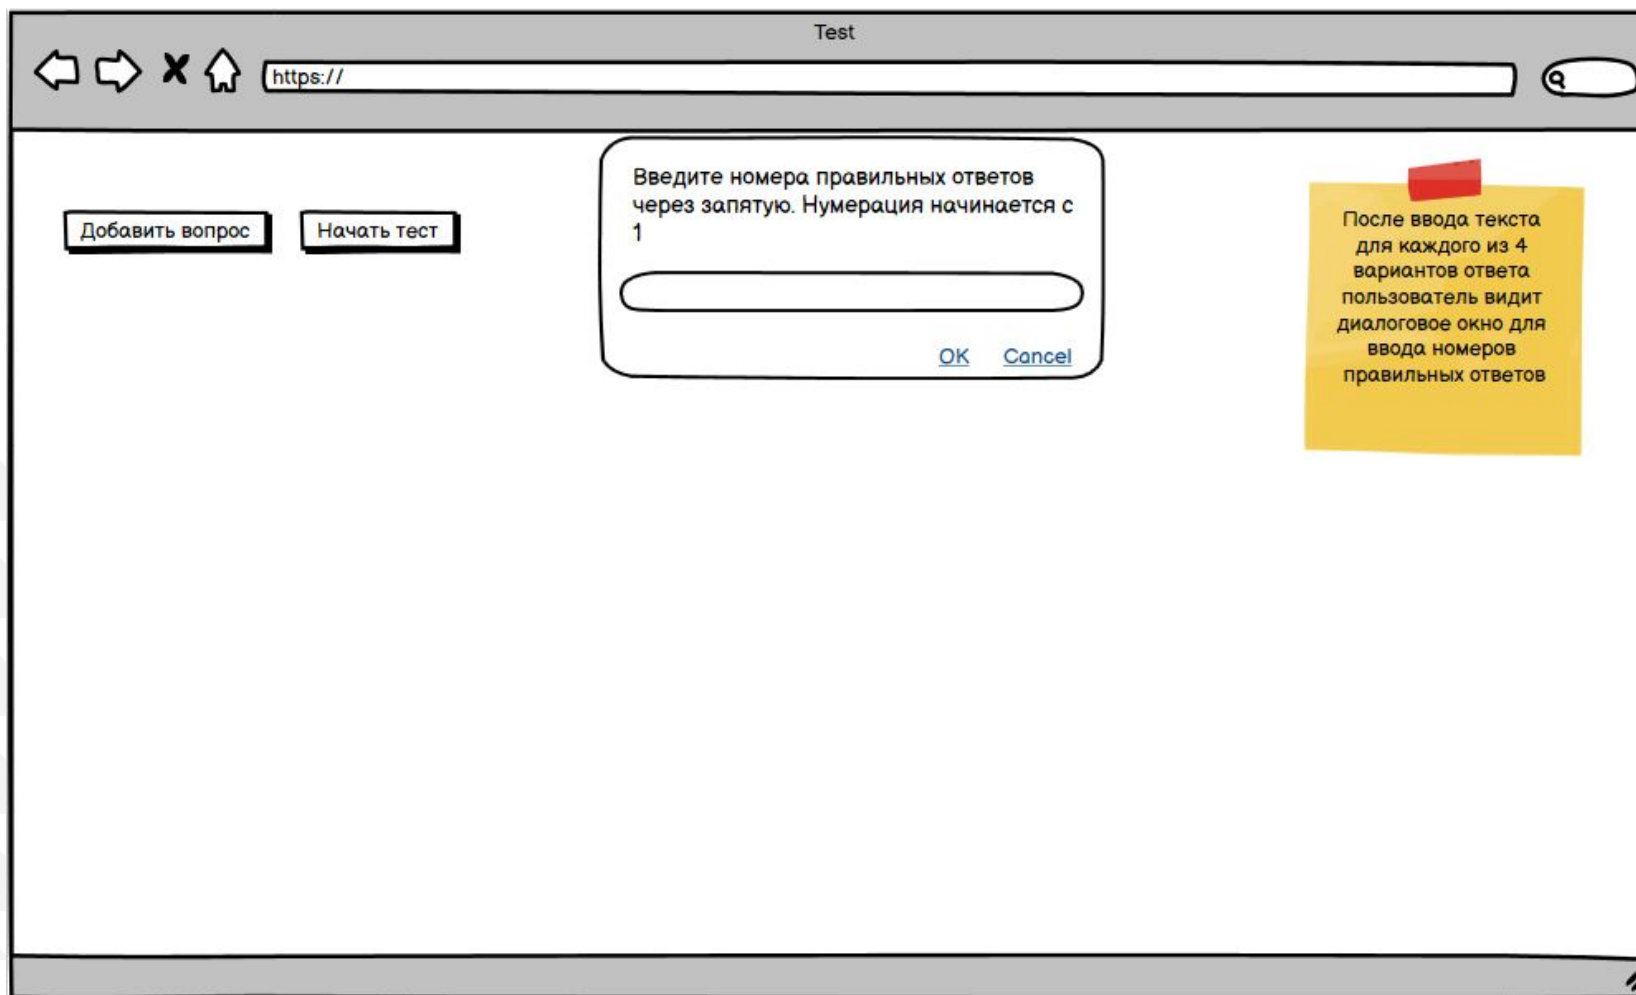 Test
https://
Добавить вопрос
Начать тест
Введите номера правильных ответов
через запятую. Нумерация начинается с
1
OK
Cancel
После ввода текста
для каждого из 4
вариантов ответа
пользователь видит
диалоговое окно для
ввода номеров
правильных ответов